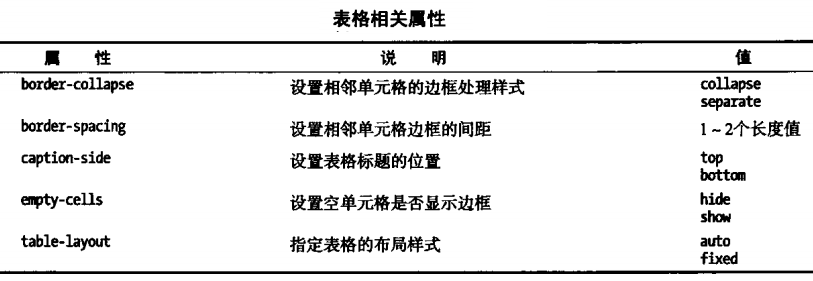 表格相关属性
属 性 说 明 值
border-collapse 设置相邻单元格的边框处理样式 collapse
separate
border-spacing 设置相邻单元格边框的间距 1~2个长度值
caption-side 设置表格标题的位置 top
bottom
empty-cells 设置空单元格是否显示边框 hide
show
table-layout 指定表格的布局样式 auto
fixed